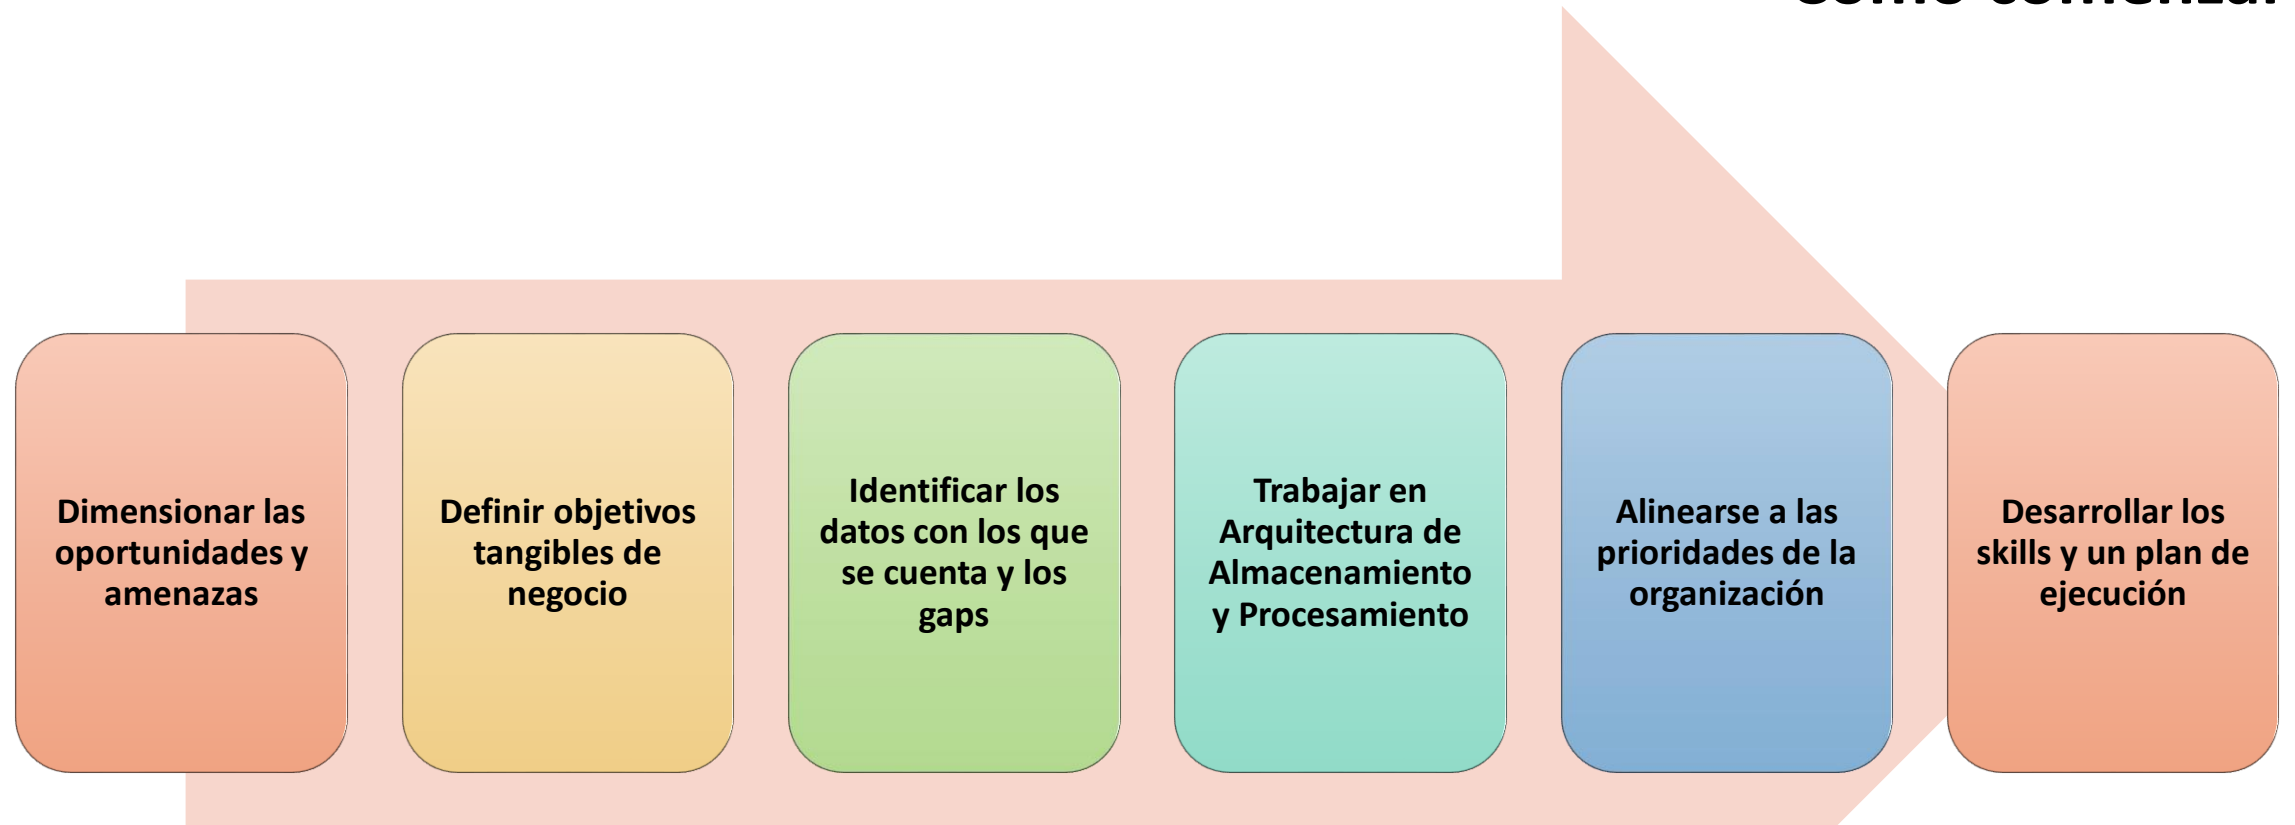 Dimensionar las
oportunidades y
amenazas
Definir objetivos
tangibles de
negocio
Identificar los
datos con los que
se cuenta y los
gaps
Trabajar en
Arquitectura de
Almacenamiento
y Procesamiento
Alinearse a las
prioridades de la
organización
Desarrollar los
skills y un plan de
ejecución